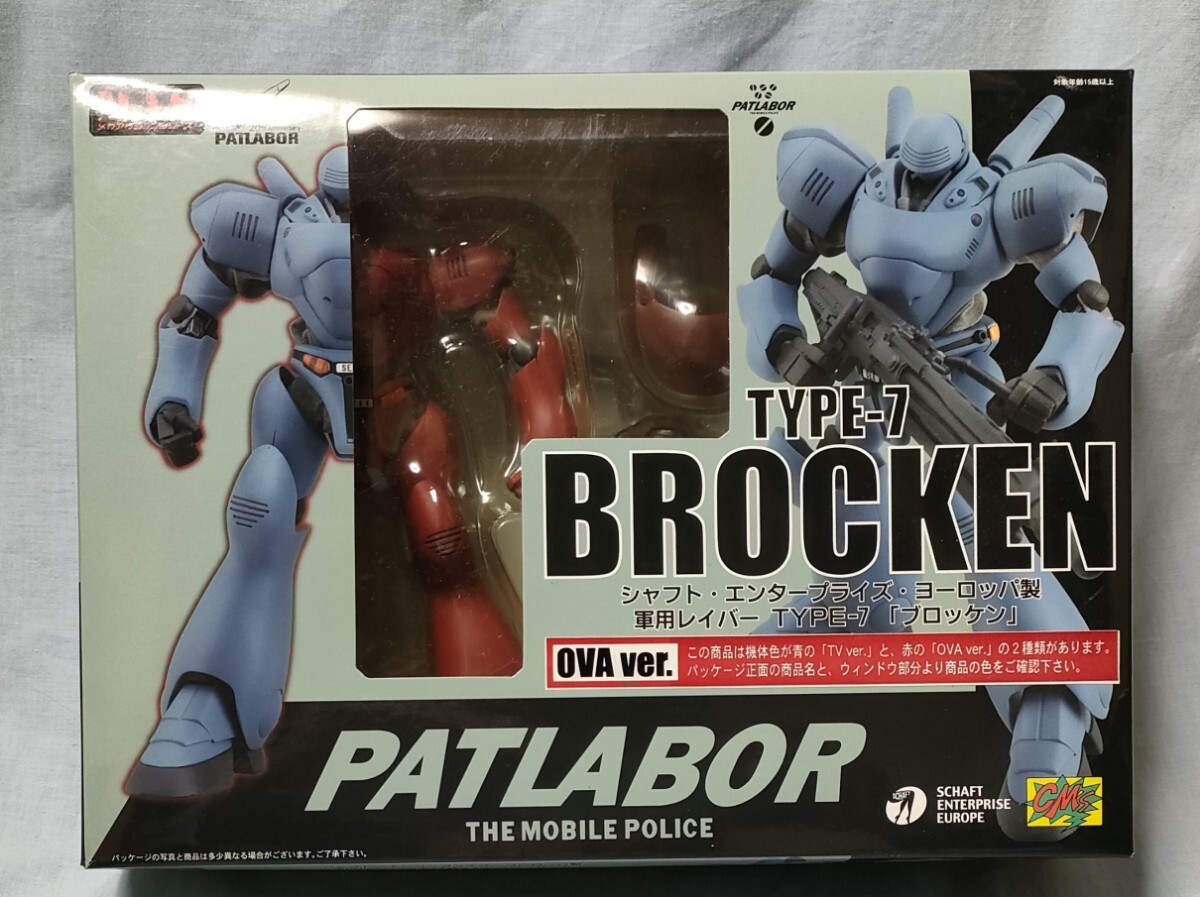 PATLABOR
PATLABOR
対象年齢15歳以上
TYPE-7
BROCKEN
シャフト・エンタープライズ・ヨーロッパ製
軍用レイバー TYPE-7 「ブロッケン」
OVA ver.
この商品は機体色が青の「TV ver.」と、赤の「OVA ver.」の2種類があります。
パッケージ正面の商品名と、ウィンドウ部分より商品の色をご確認下さい。
PATLABOR
THE MOBILE POLICE
SCHAFT
SCHAFT
ENTERPRISE
EUROPE
CM's
パッケージの写真と商品は多少異なる場合がございます。ご了承下さい。